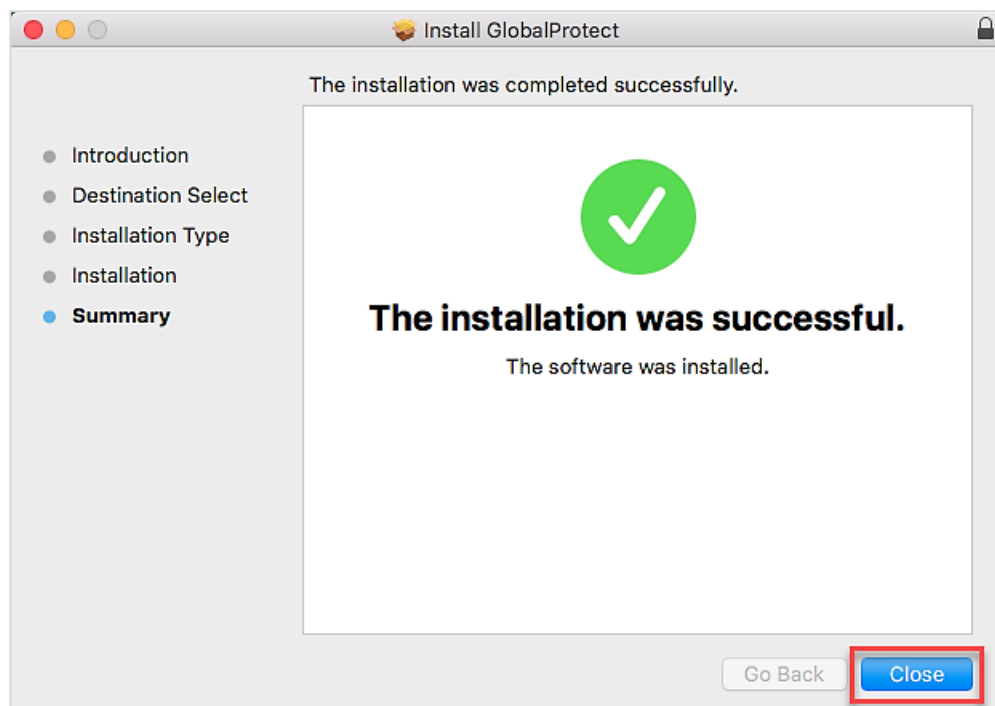 Install GlobalProtect
The installation was completed successfully.
Introduction
Destination Select
Installation Type
Installation
Summary
The installation was successful.
The software was installed.
Go Back
Close